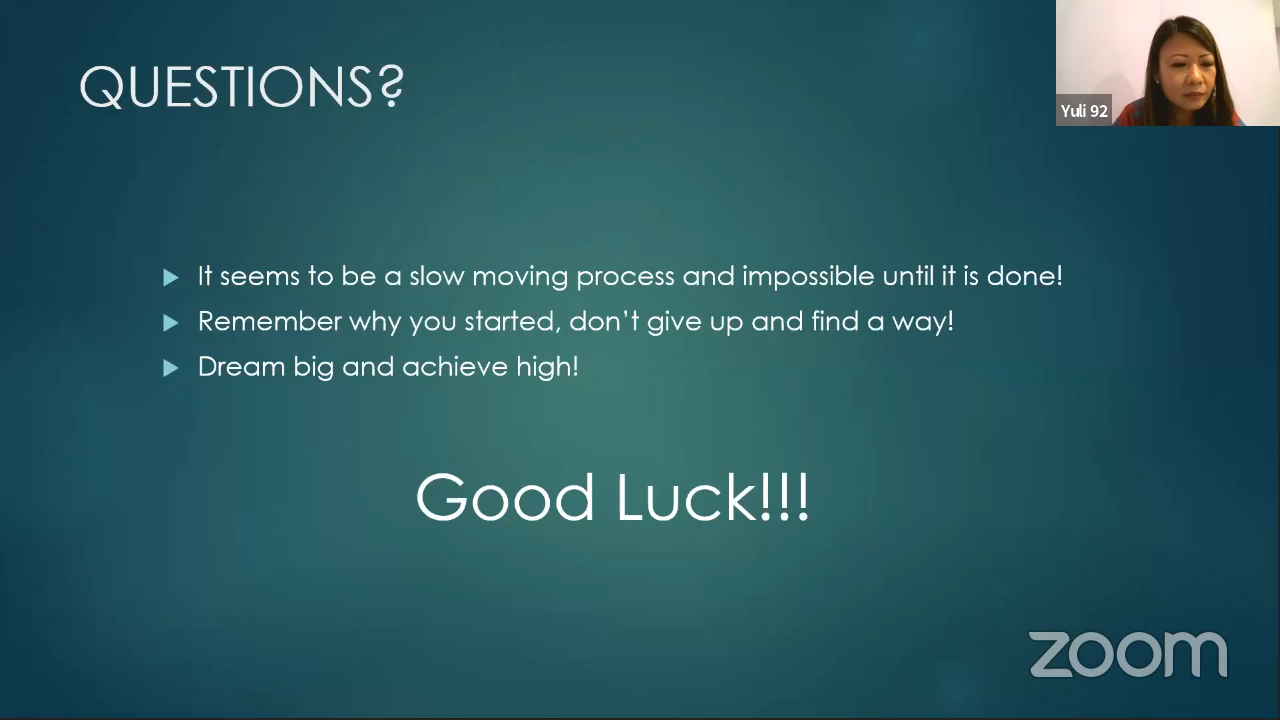 QUESTIONS?
Yuli 92
It seems to be a slow moving process and impossible until it is done!
Remember why you started, don’t give up and find a way!
Dream big and achieve high!
Good Luck!!!
zoom